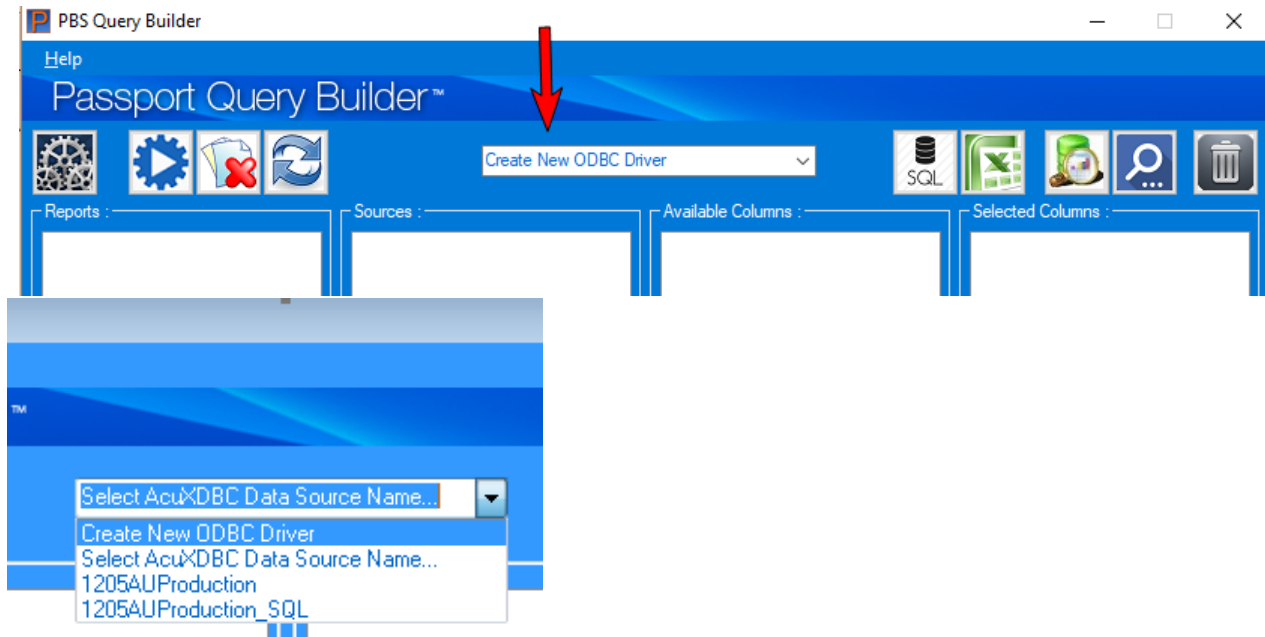 PBS Query Builder
Help
Passport Query Builder™
Create New ODBC Driver
SQL
Reports :
Sources :
Available Columns :
Selected Columns :
™
Select AcuXDBC Data Source Name...
Create New ODBC Driver
Select AcuXDBC Data Source Name...
1205AUProduction
1205AUProduction_SQL